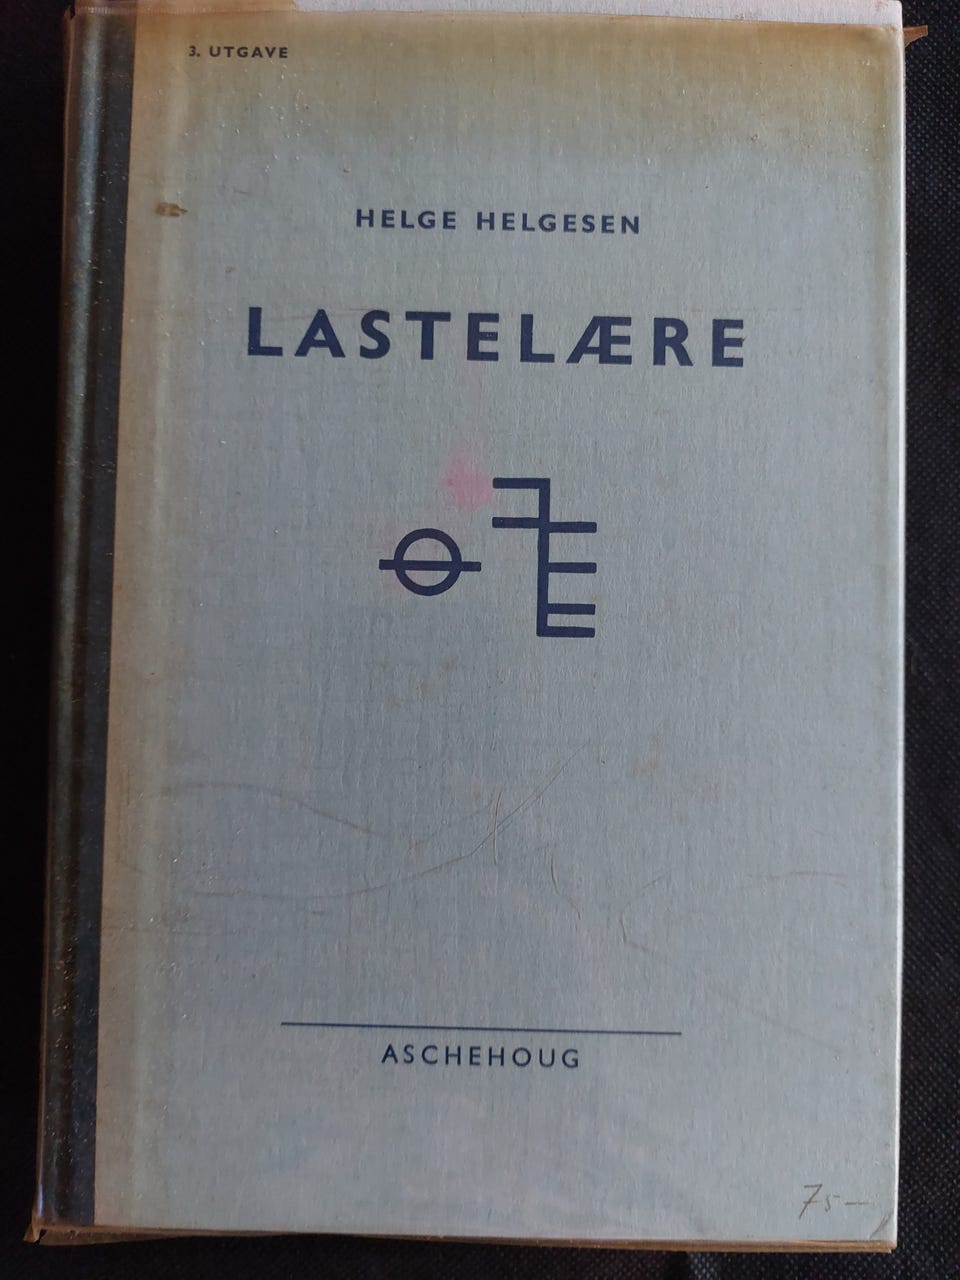 3. UTGAVE
HELGE HELGESEN
LASTELÆRE
ASCHEHOUG
75-